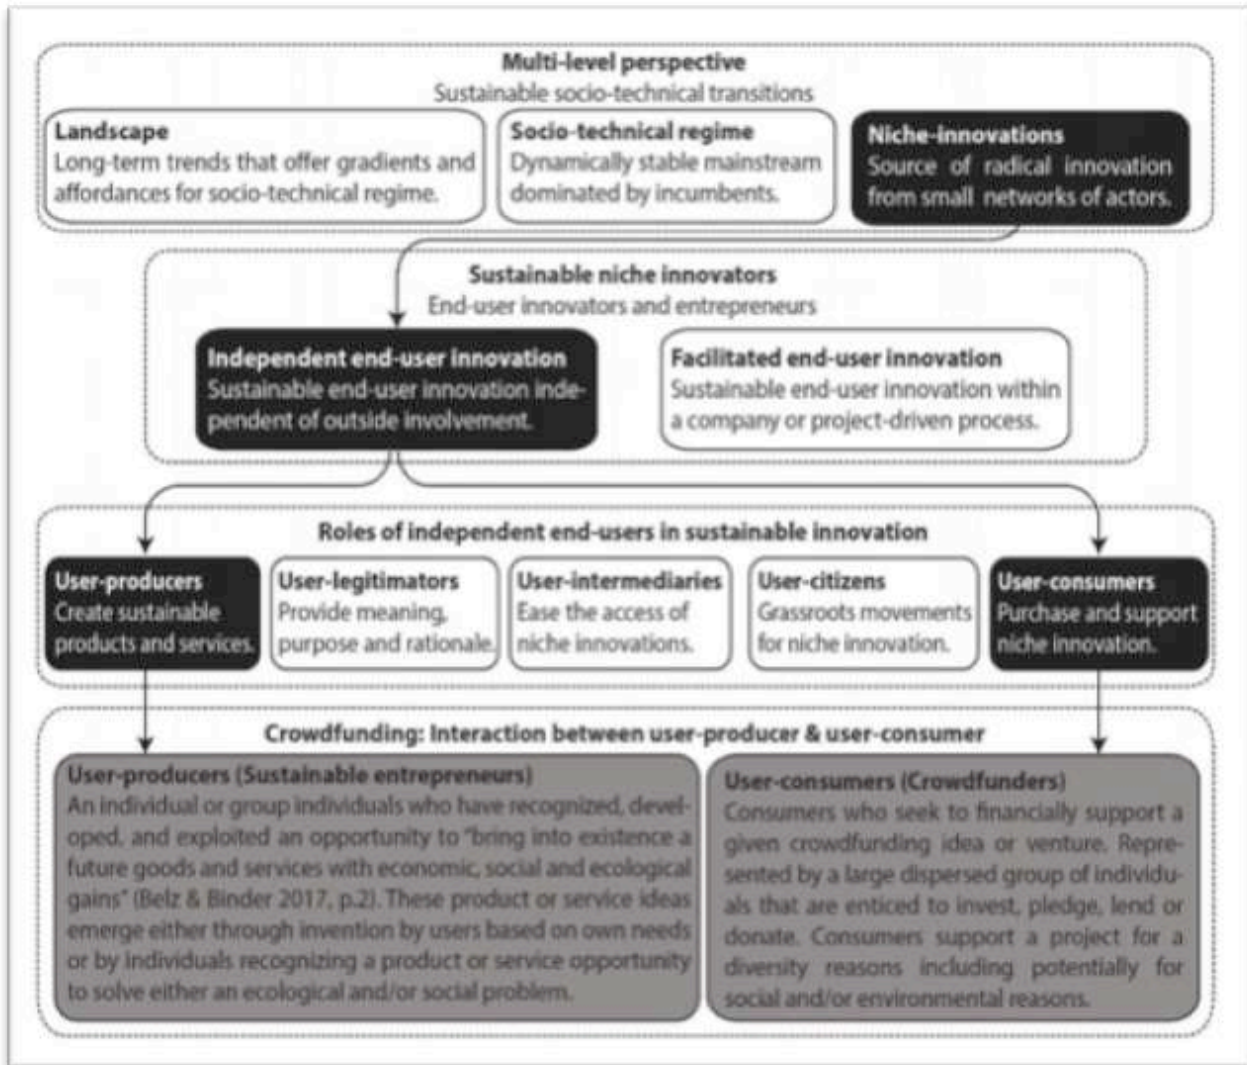 Multi-level perspective
Sustainable socio-technical transitions
Landscape
Long-term trends that offer gradients and
affordances for socio-technical regime.
Socio-technical regime
Dynamically stable mainstream
dominated by incumbents.
Niche-innovations
Source of radical innovation
from small networks of actors.
Sustainable niche innovators
End-user innovators and entrepreneurs
Independent end-user innovation
Sustainable end-user innovation inde-
pendent of outside involvement.
Facilitated end-user innovation
Sustainable end-user innovation within
a company or project-driven process.
Roles of independent end-users in sustainable innovation
User-producers
Create sustainable
products and services.
User-legitimators
Provide meaning,
purpose and rationale.
User-intermediaries
Ease the access of
niche innovations.
User-citizens
Grassroots movements
for niche innovation.
User-consumers
Purchase and support
niche innovation.
Crowdfunding: Interaction between user-producer & user-consumer
User-producers (Sustainable entrepreneurs)
An individual or group individuals who have recognized, devel-
oped, and exploited an opportunity to “bring into existence a
future goods and services with economic, social and ecological
gains” (Belz & Binder 2017, p.2). These product or service ideas
emerge either through invention by users based on own needs
or by individuals recognizing a product or service opportunity
to solve either an ecological and/or social problem.
User-consumers (Crowdfunders)
Consumers who seek to financially support a
given crowdfunding idea or venture. Repre-
sented by a large dispersed group of individu-
als that are enticed to invest, pledge, lend or
donate. Consumers support a project for a
diversity reasons including potentially for
social and/or environmental reasons.